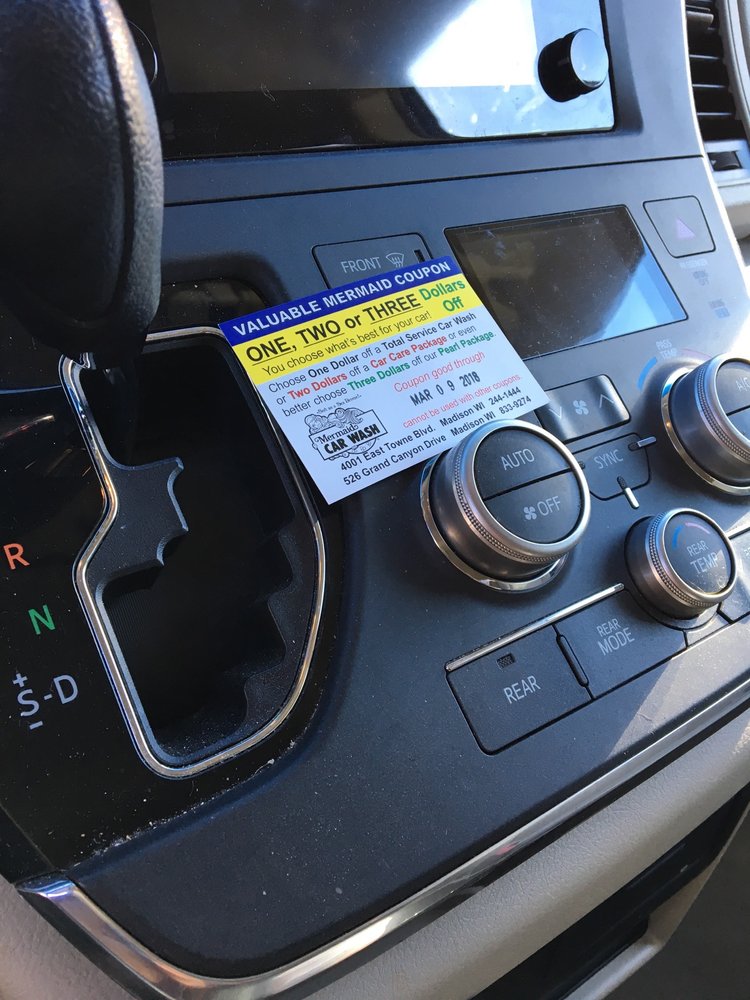 FRONT
VALUABLE MERMAID COUPON
ONE, TWO or THREE Dollars Off
You choose what's best for your car!
Choose One Dollar off a Total Service Car Wash
or Two Dollars off a Car Care Package or even
better choose Three Dollars off our Pearl Package.
Coupon good through
MAR 0 9 2018
cannot be used with other coupons.
Mermaid
CAR WASH
4001 East Towne Blvd. Madison WI 244-1444
526 Grand Canyon Drive Madison WI 833-9274
PASS
TEMP
AUTO
OFF
SYNC
AU
REAR
TEMP
REAR
MODE
REAR
R
N
+
S-D
-